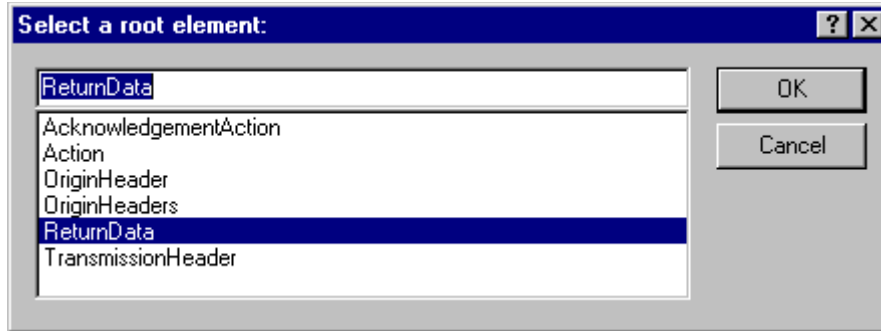 Select a root element:
? X
ReturnData
OK
AcknowledgementAction
Action
Cancel
OriginHeader
OriginHeaders
ReturnData
TransmissionHeader